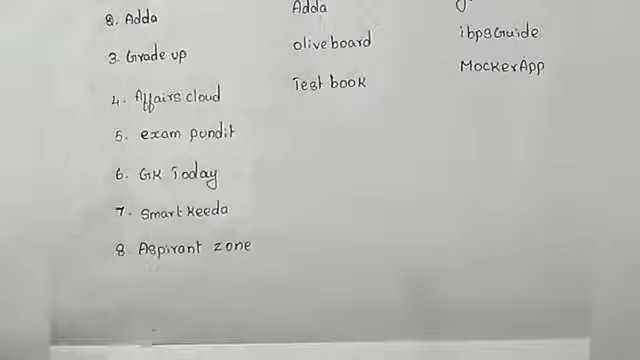 2. Adda
3. Grade up
4. Affairs cloud
5. exam pundit
6. GK Today
7. Smart Keeda
8 Aspirant zone
Adda
oliveboard
Test book
ibpsGuide
MockerApp